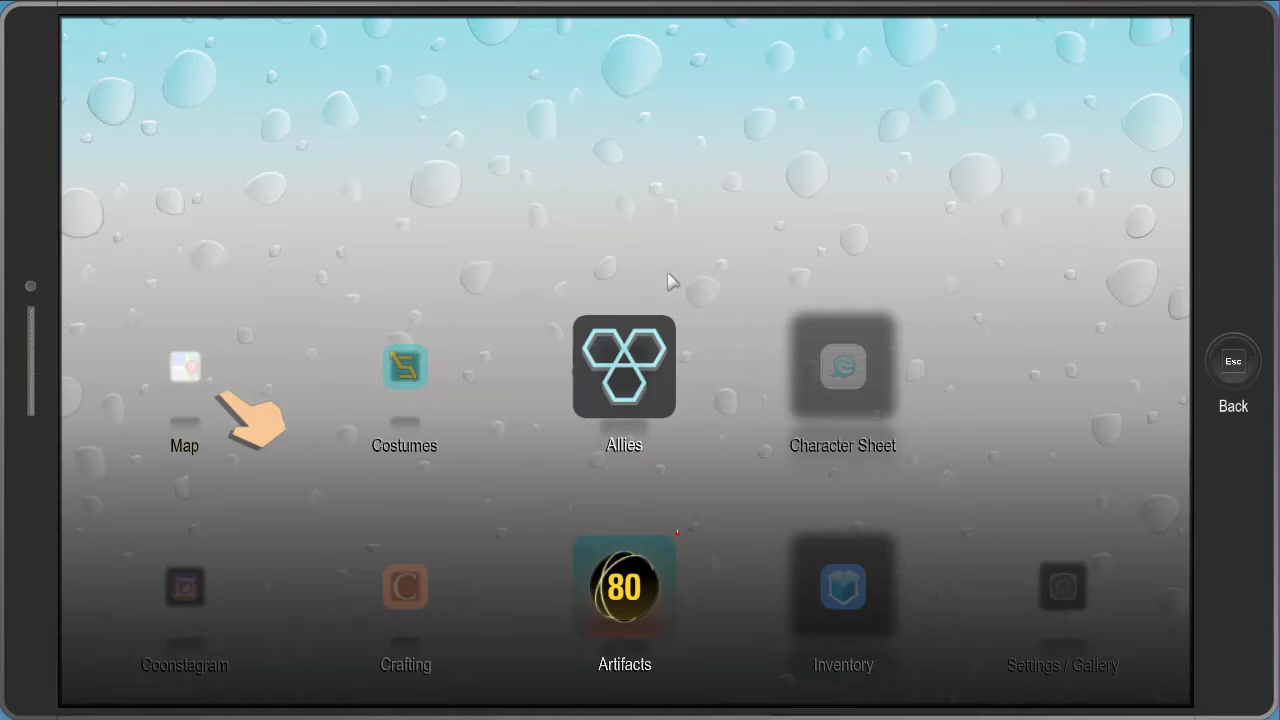 Esc
Back
Map
Costumes
Allies
Character Sheet
C
80
Coonstagram
Crafting
Artifacts
Inventory
Settings / Gallery